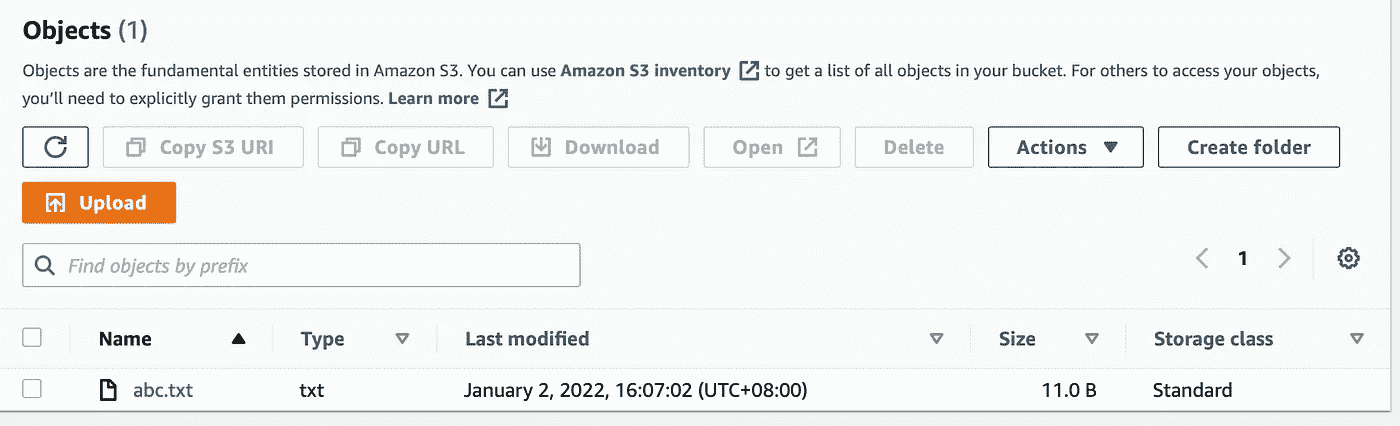 Objects (1)
Objects are the fundamental entities stored in Amazon S3. You can use Amazon S3 inventory to get a list of all objects in your bucket. For others to access your objects,
you'll need to explicitly grant them permissions. Learn more
Copy S3 URI Copy URL Download Open Delete Actions Create folder
Upload
Find objects by prefix 1
Name Type Last modified Size Storage class
abc.txt txt January 2, 2022, 16:07:02 (UTC+08:00) 11.0 B Standard